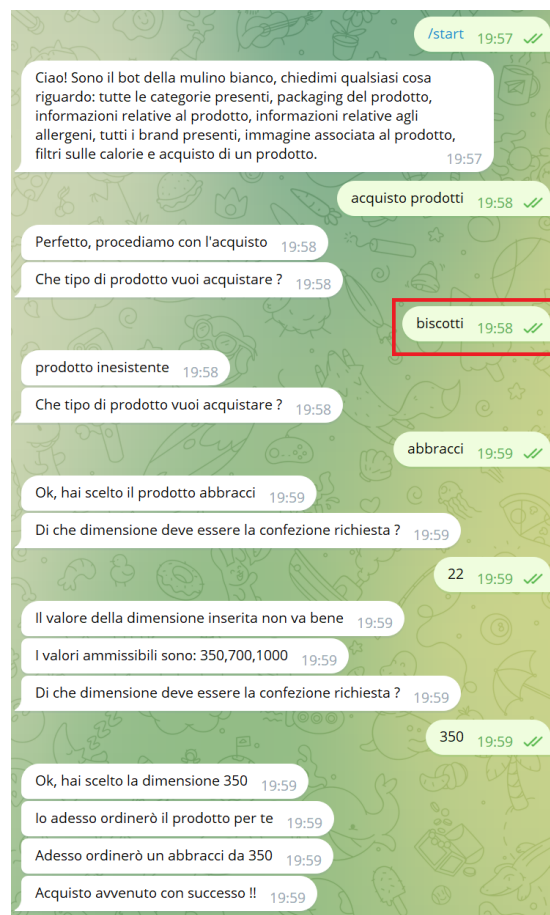 /start 19:57
Ciao! Sono il bot della mulino bianco, chiedimi qualsiasi cosa
riguardo: tutte le categorie presenti, packaging del prodotto,
informazioni relative al prodotto, informazioni relative agli
allergeni, tutti i brand presenti, immagine associata al prodotto,
filtri sulle calorie e acquisto di un prodotto. 19:57
acquisto prodotti 19:58
Perfetto, procediamo con l'acquisto 19:58
Che tipo di prodotto vuoi acquistare ? 19:58
biscotti 19:58
prodotto inesistente 19:58
Che tipo di prodotto vuoi acquistare ? 19:58
abbracci 19:59
Ok, hai scelto il prodotto abbracci 19:59
Di che dimensione deve essere la confezione richiesta ? 19:59
22 19:59
Il valore della dimensione inserita non va bene 19:59
I valori ammissibili sono: 350,700,1000 19:59
Di che dimensione deve essere la confezione richiesta ? 19:59
350 19:59
Ok, hai scelto la dimensione 350 19:59
Io adesso ordinerò il prodotto per te 19:59
Adesso ordinerò un abbracci da 350 19:59
Acquisto avvenuto con successo !! 19:59